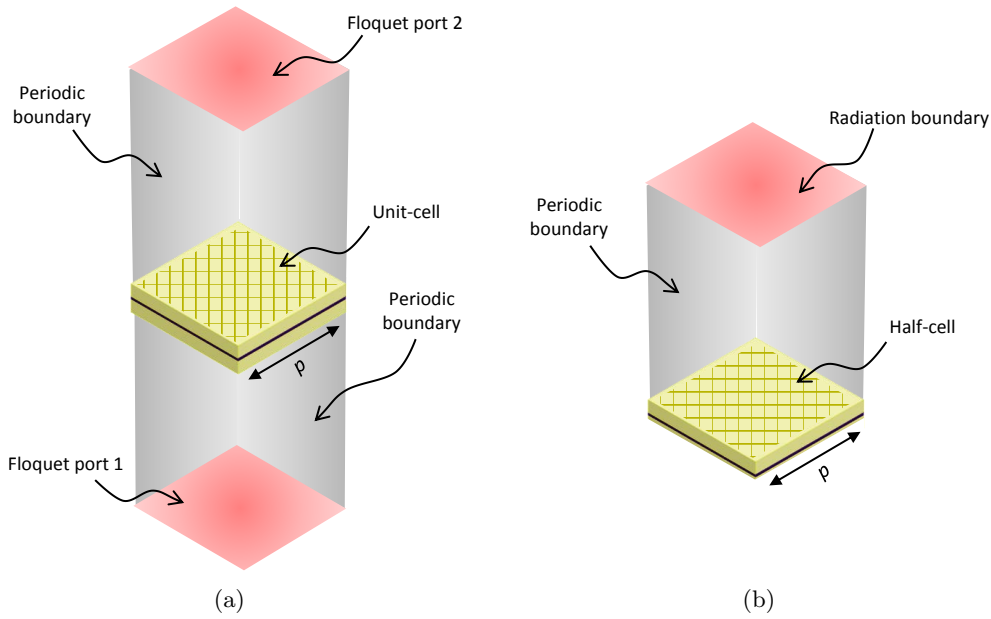 Floquet port 2
Periodic
boundary
Unit-cell
Periodic
boundary
p
Floquet port 1
(a)
Radiation boundary
Periodic
boundary
Half-cell
p
(b)